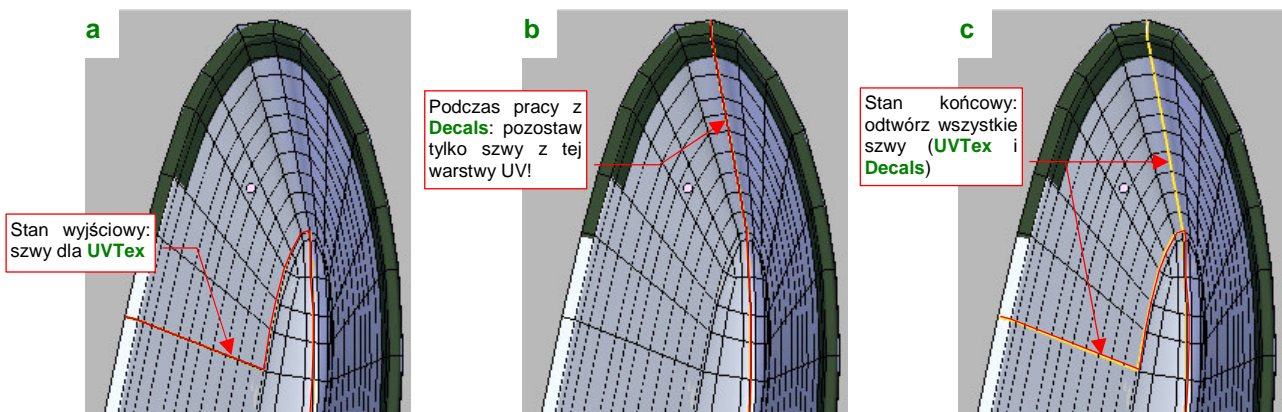 a
b
c
Podczas pracy z
Decals: pozostaw
tylko szwy z tej
warstwy UV!
Stan końcowy:
odtwórz wszystkie
szwy (UVTex i
Decals)
Stan wyjściowy:
szwy dla UVTex